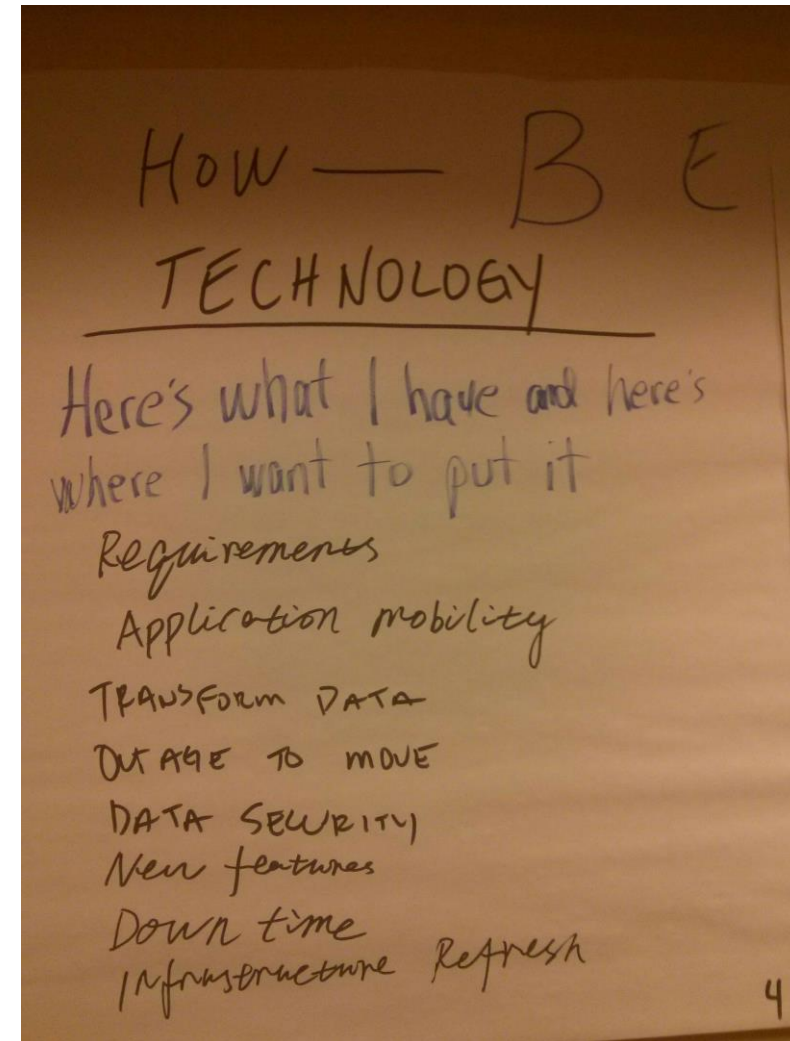 How — B E
TECHNOLOGY
Here's what I have and here's
where I want to put it
Requirements
Application mobility
TRANSFORM DATA
OUTAGE TO MOVE
DATA SECURITY
New features
Down time
Infrastructure Refresh
4